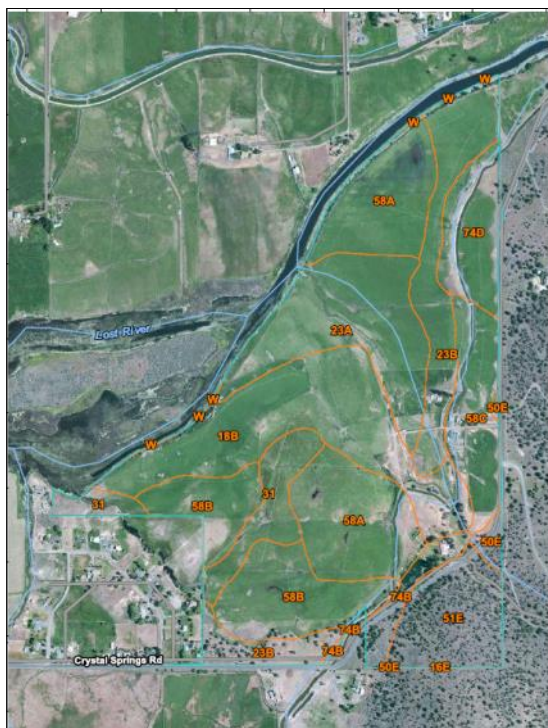 W
W
W
58A
74D
Lost River
23A
23B
50E
58C
W
W
W
18B
31
58B
31
58A
50E
58B
74B
51E
74B
23B
74B
Crystal Springs Rd
50E
16E